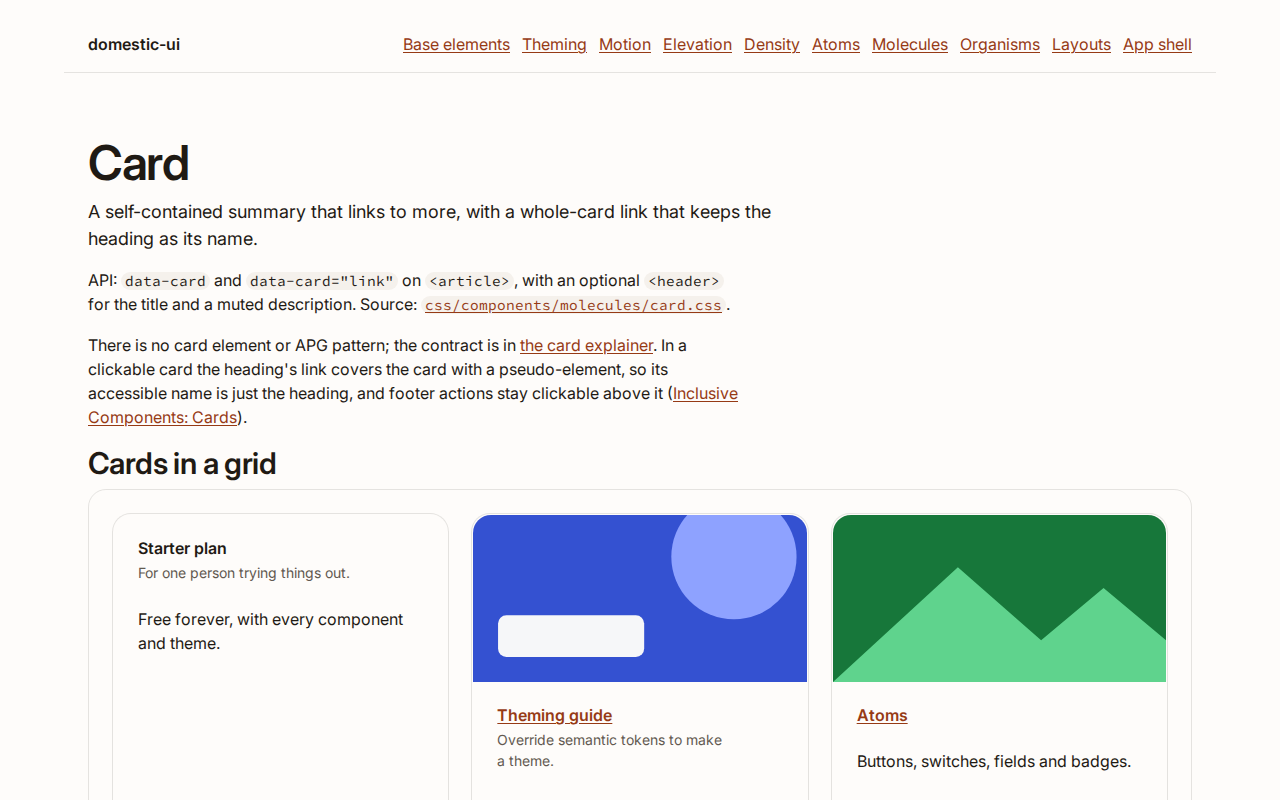 domestic-ui
Base elements Theming Motion Elevation Density Atoms Molecules Organisms Layouts App shell
Card
A self-contained summary that links to more, with a whole-card link that keeps the
heading as its name.
API: data-card and data-card="link" on <article>, with an optional <header>
for the title and a muted description. Source: css/components/molecules/card.css.
There is no card element or APG pattern; the contract is in the card explainer. In a
clickable card the heading's link covers the card with a pseudo-element, so its
accessible name is just the heading, and footer actions stay clickable above it (Inclusive
Components: Cards).
Cards in a grid
Starter plan
For one person trying things out.
Free forever, with every component
and theme.
Theming guide
Override semantic tokens to make
a theme.
Atoms
Buttons, switches, fields and badges.